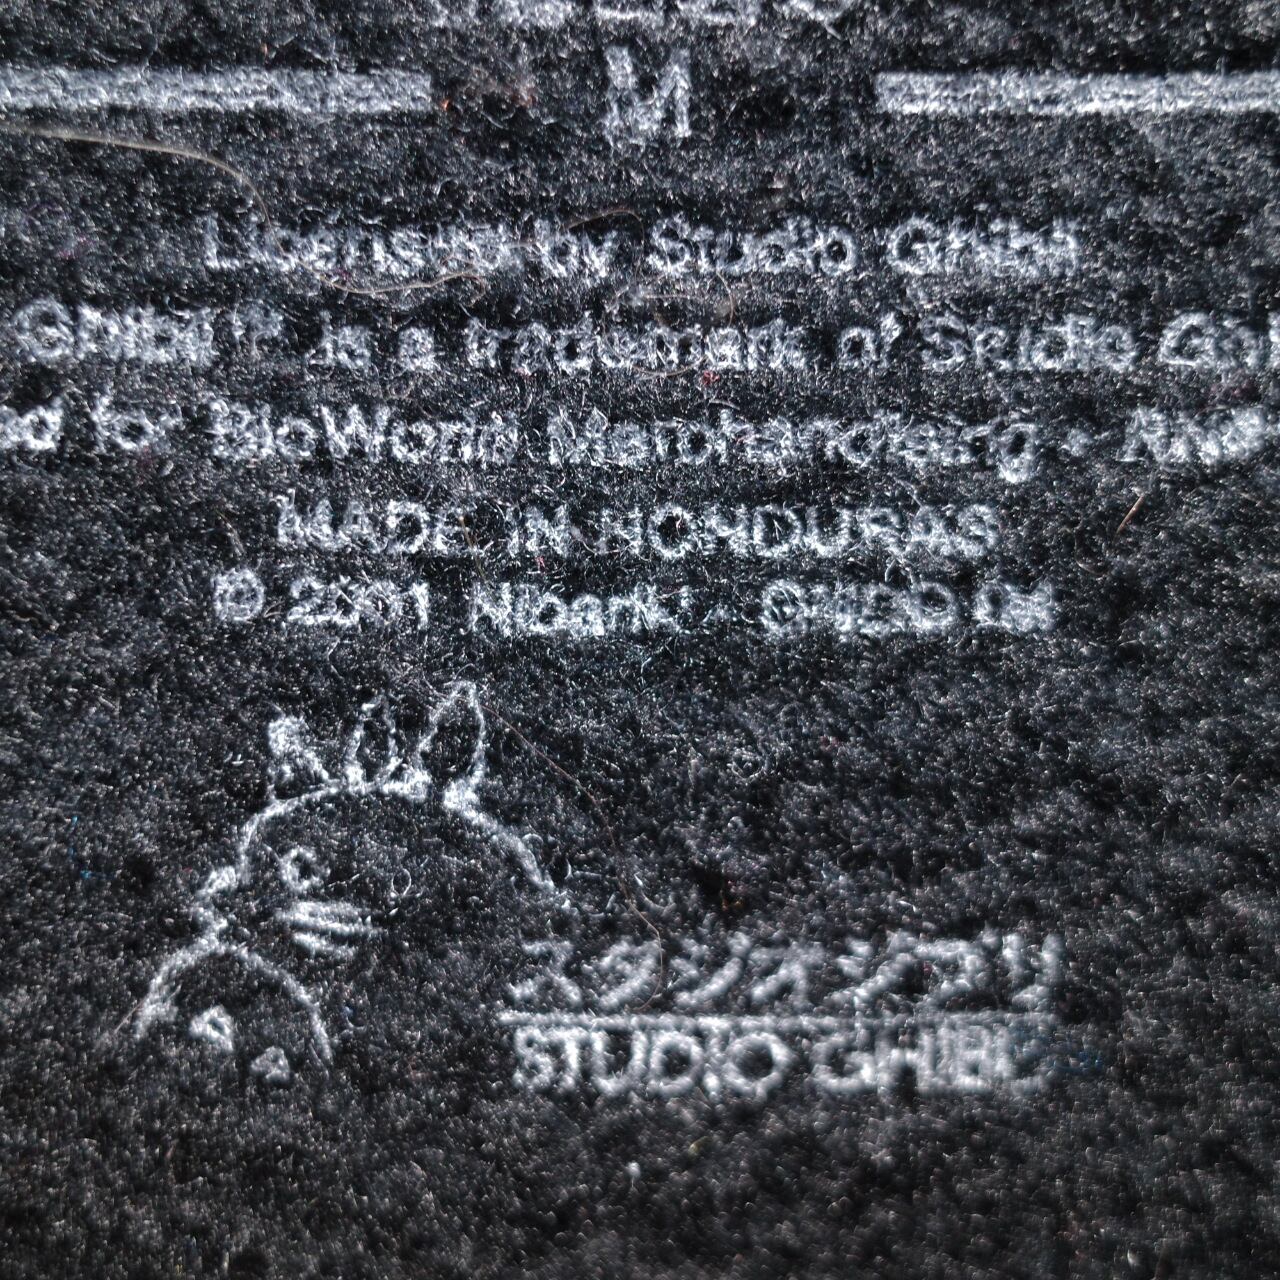 M
Licensed by Studio Ghibli
is a trademark of Studio
for BioWorld Merchandising •
MADE IN HONDURAS
© 2001 Nibariki -
スタジオジブリ
STUDIO GHIBLI